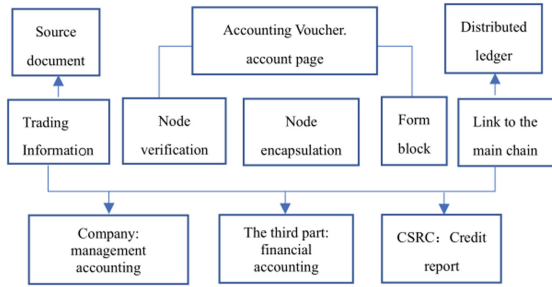 Source
document
Accounting Voucher.
account page
Distributed
ledger
Trading
Information
Node
verification
Node
encapsulation
Form
block
Link to the
main chain
Company:
management
accounting
The third part:
financial
accounting
CSRC：Credit
report